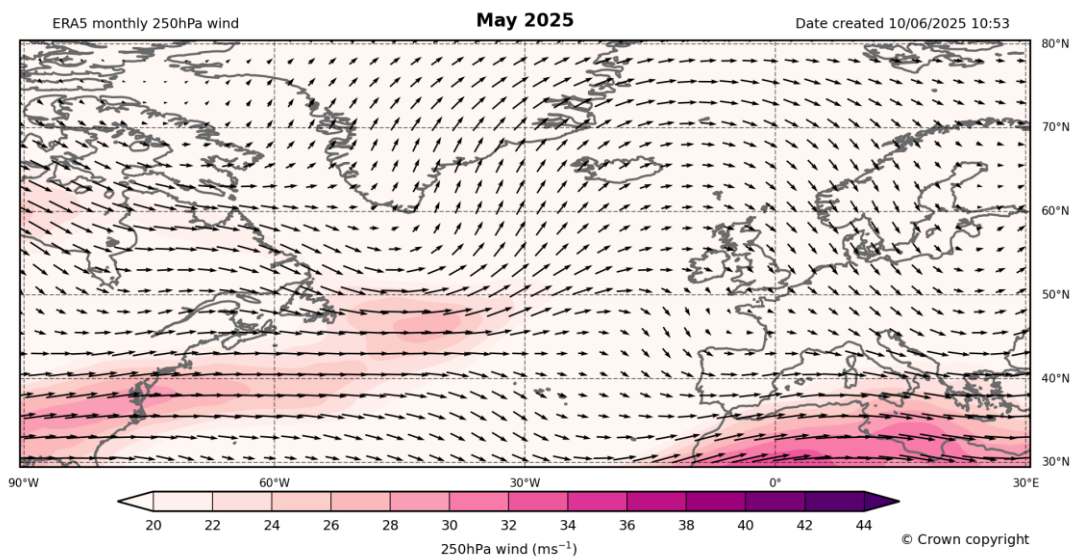 ERA5 monthly 250hPa wind
May 2025
Date created 10/06/2025 10:53
80°N
70°N
60°N
50°N
40°N
30°N
90°W 60°W 30°W 0° 30°E
20 22 24 26 28 30 32 34 36 38 40 42 44
250hPa wind (ms⁻¹)
© Crown copyright